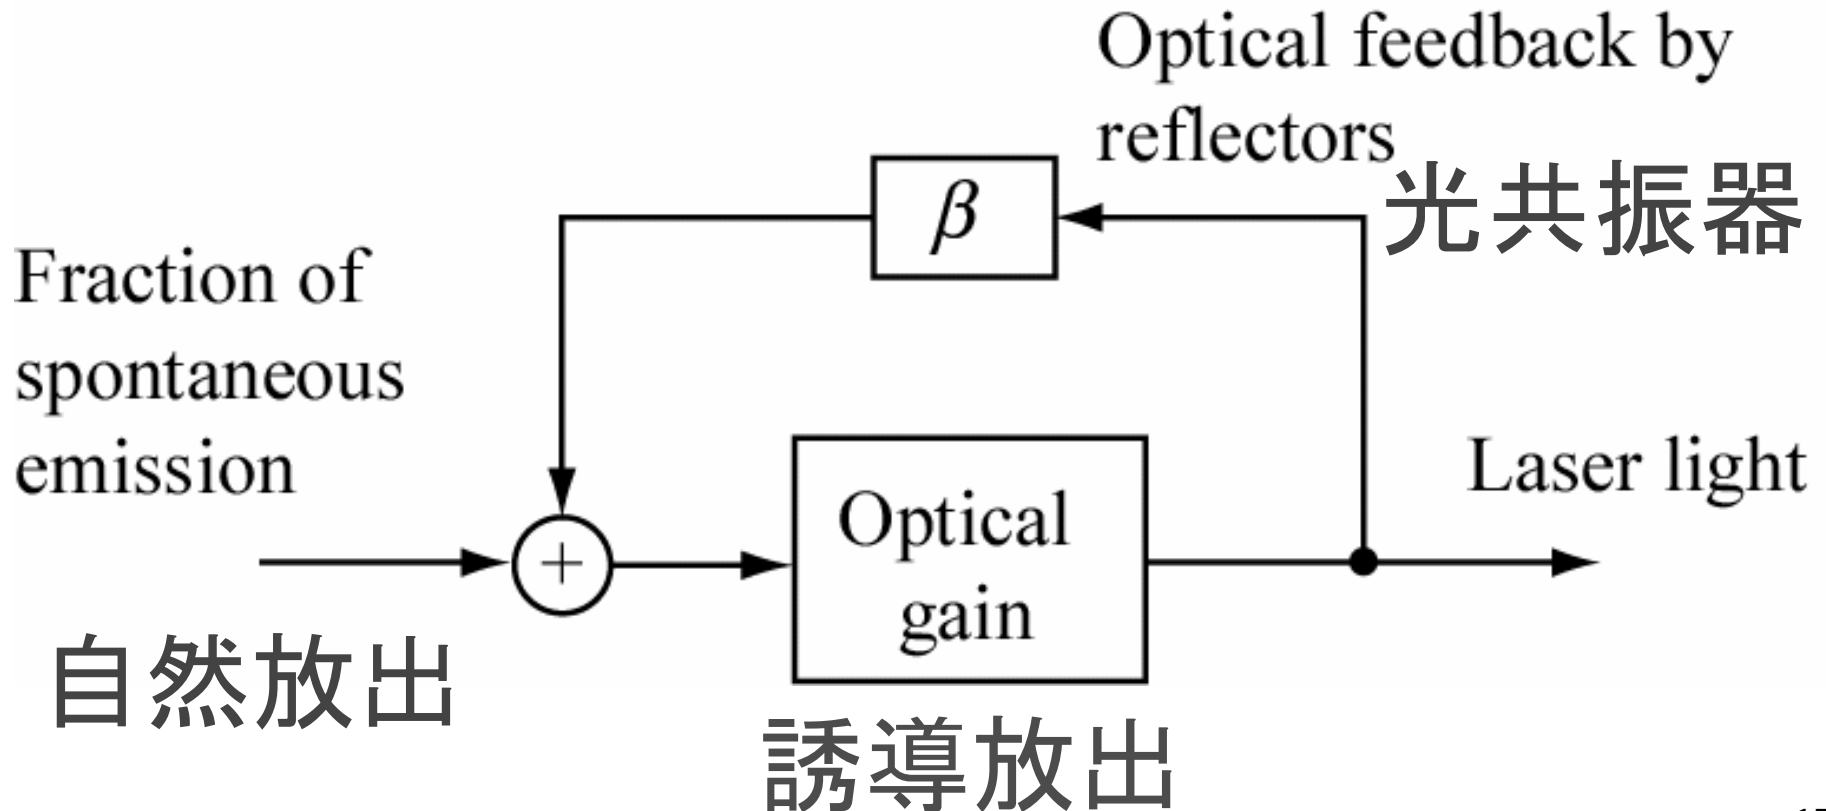 Optical feedback by
reflectors
光共振器
β
Fraction of
spontaneous
emission
+
Optical
gain
Laser light
自然放出
誘導放出